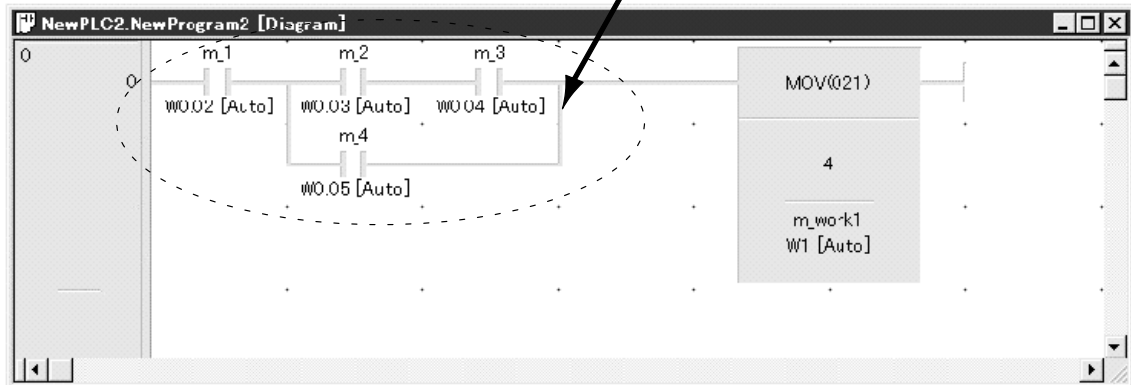 NewPLC2.NewProgram2 [Diagram]
0
m_1 m_2 m_3
0
MOV(021)
W0.02 [Auto] W0.03 [Auto] W0.04 [Auto]
m_4
4
W0.05 [Auto]
m_work1
W1 [Auto]